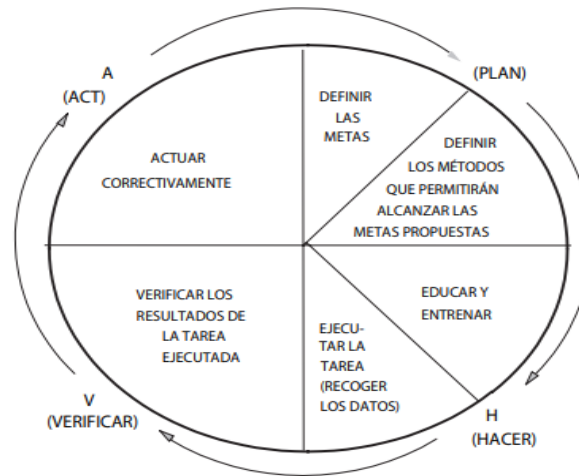 A
(ACT)
(PLAN)
DEFINIR
LAS
METAS
DEFINIR
LOS MÉTODOS
QUE PERMITIRÁN
ALCANZAR LAS
METAS PROPUESTAS
ACTUAR
CORRECTIVAMENTE
VERIFICAR LOS
RESULTADOS DE
LA TAREA
EJECUTADA
EJECU-
TAR LA
TAREA
(RECOGER
LOS DATOS)
EDUCAR Y
ENTRENAR
V
(VERIFICAR)
H
(HACER)